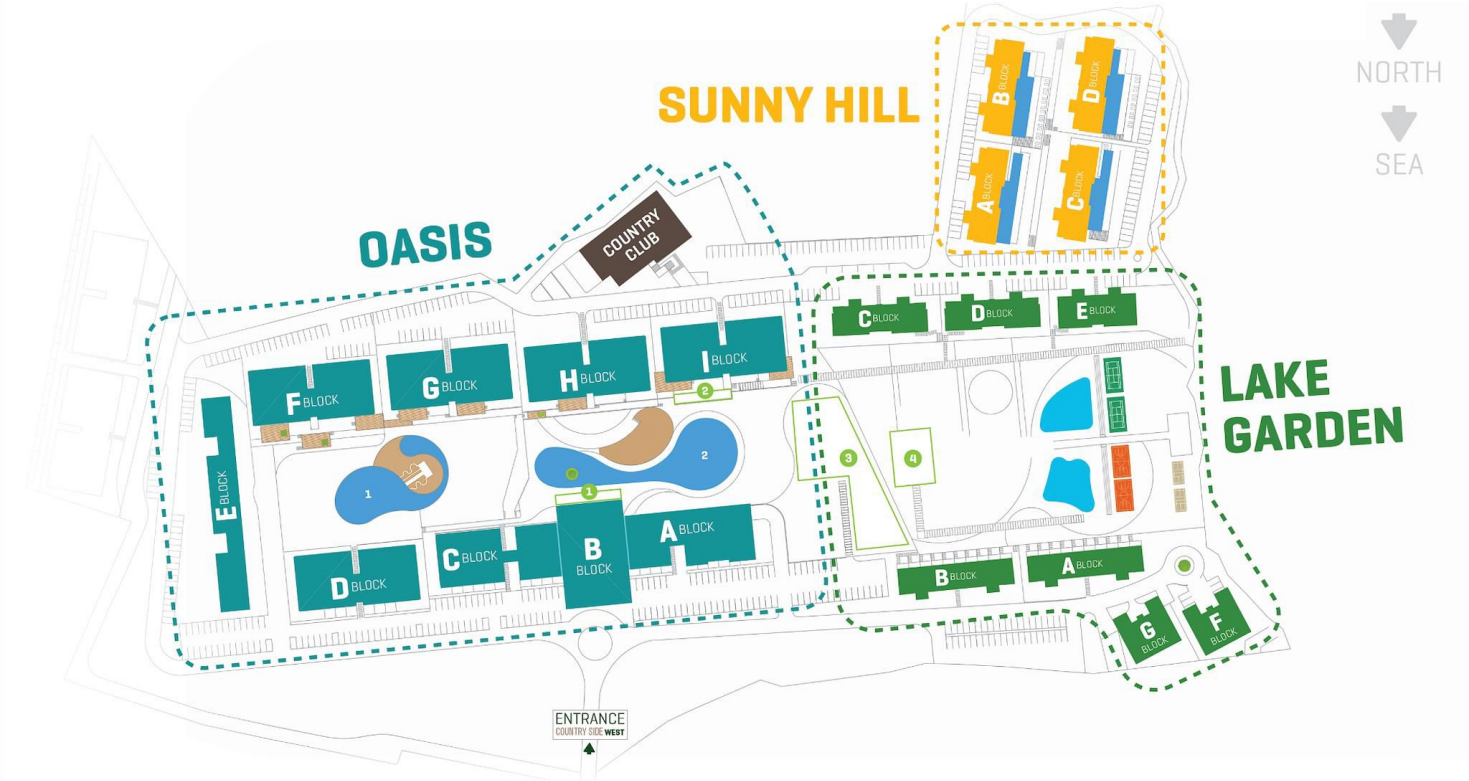 NORTH
SEA
SUNNY HILL
B BLOCK
D BLOCK
A BLOCK
C BLOCK
OASIS
COUNTRY
CLUB
F BLOCK
G BLOCK
H BLOCK
I BLOCK
2
E BLOCK
1
2
1
D BLOCK
C BLOCK
B
BLOCK
A BLOCK
LAKE
GARDEN
C BLOCK
D BLOCK
E BLOCK
3
4
B BLOCK
A BLOCK
G
BLOCK
F
BLOCK
ENTRANCE
COUNTRY SIDE WEST